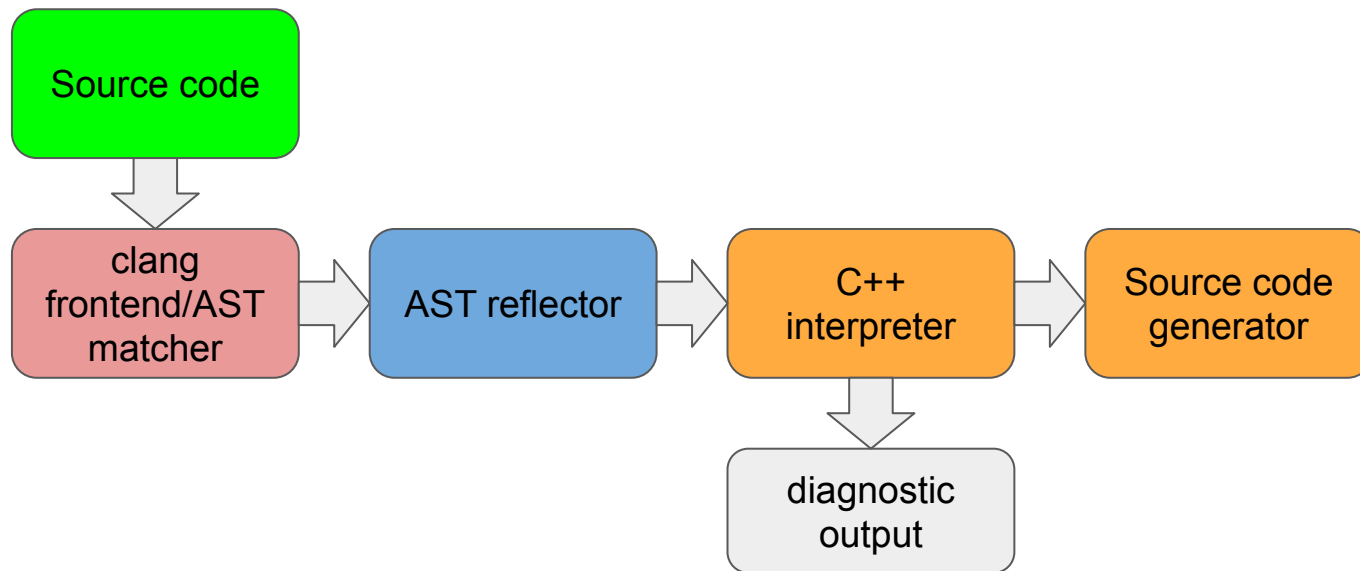 Source code
clang
frontend/AST
matcher
AST reflector
C++
interpreter
Source code
generator
diagnostic
output